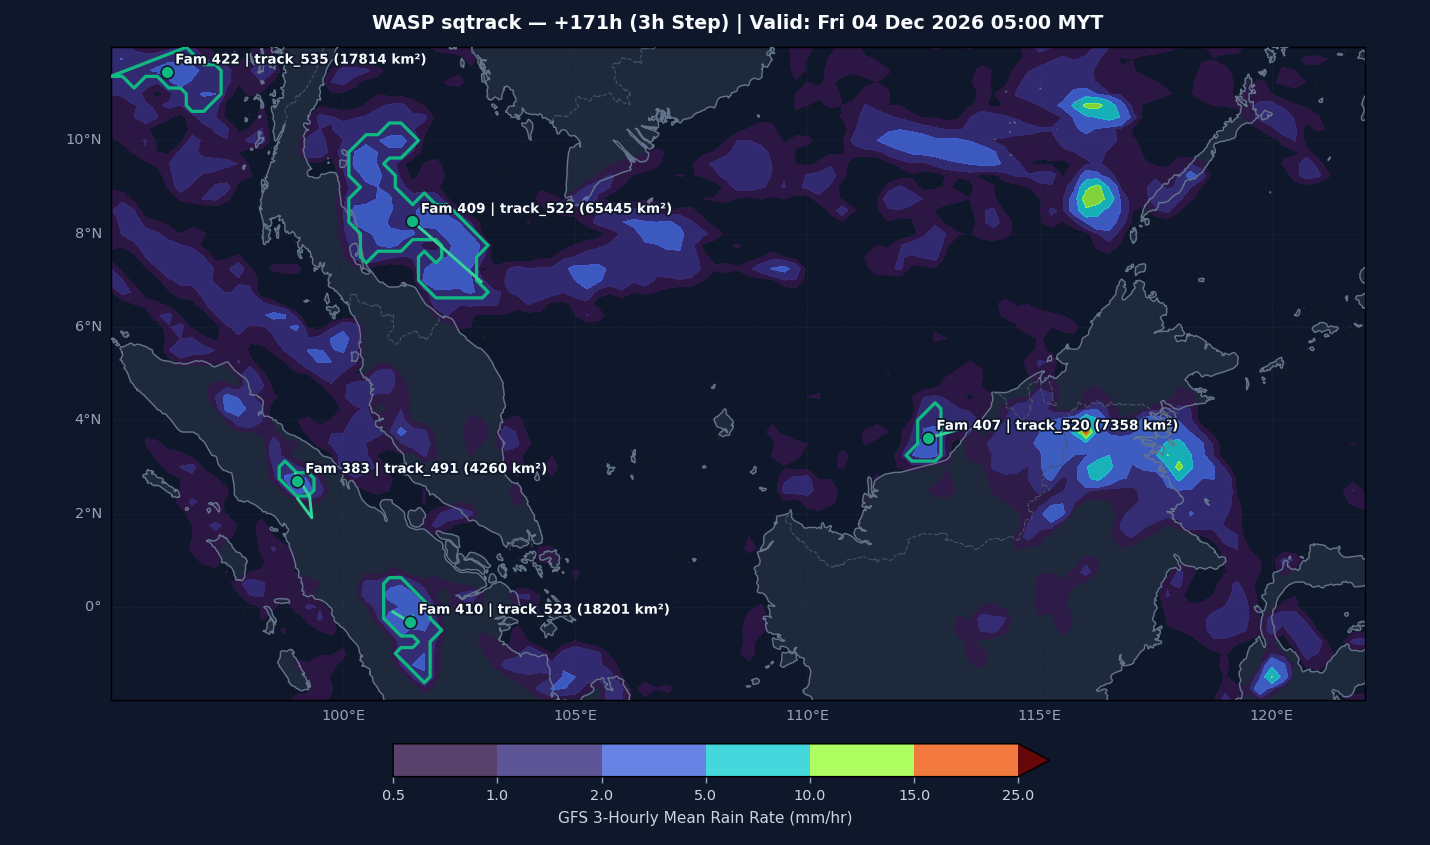 WASP sqtrack — +171h (3h Step) | Valid: Fri 04 Dec 2026 05:00 MYT
Fam 422 | track_535 (17814 km²)
10°N
Fam 409 | track_522 (65445 km²)
8°N
6°N
4°N
Fam 407 | track_520 (7358 km²)
Fam 383 | track_491 (4260 km²)
2°N
0°
Fam 410 | track_523 (18201 km²)
100°E 105°E 110°E 115°E 120°E
0.5 1.0 2.0 5.0 10.0 15.0 25.0
GFS 3-Hourly Mean Rain Rate (mm/hr)